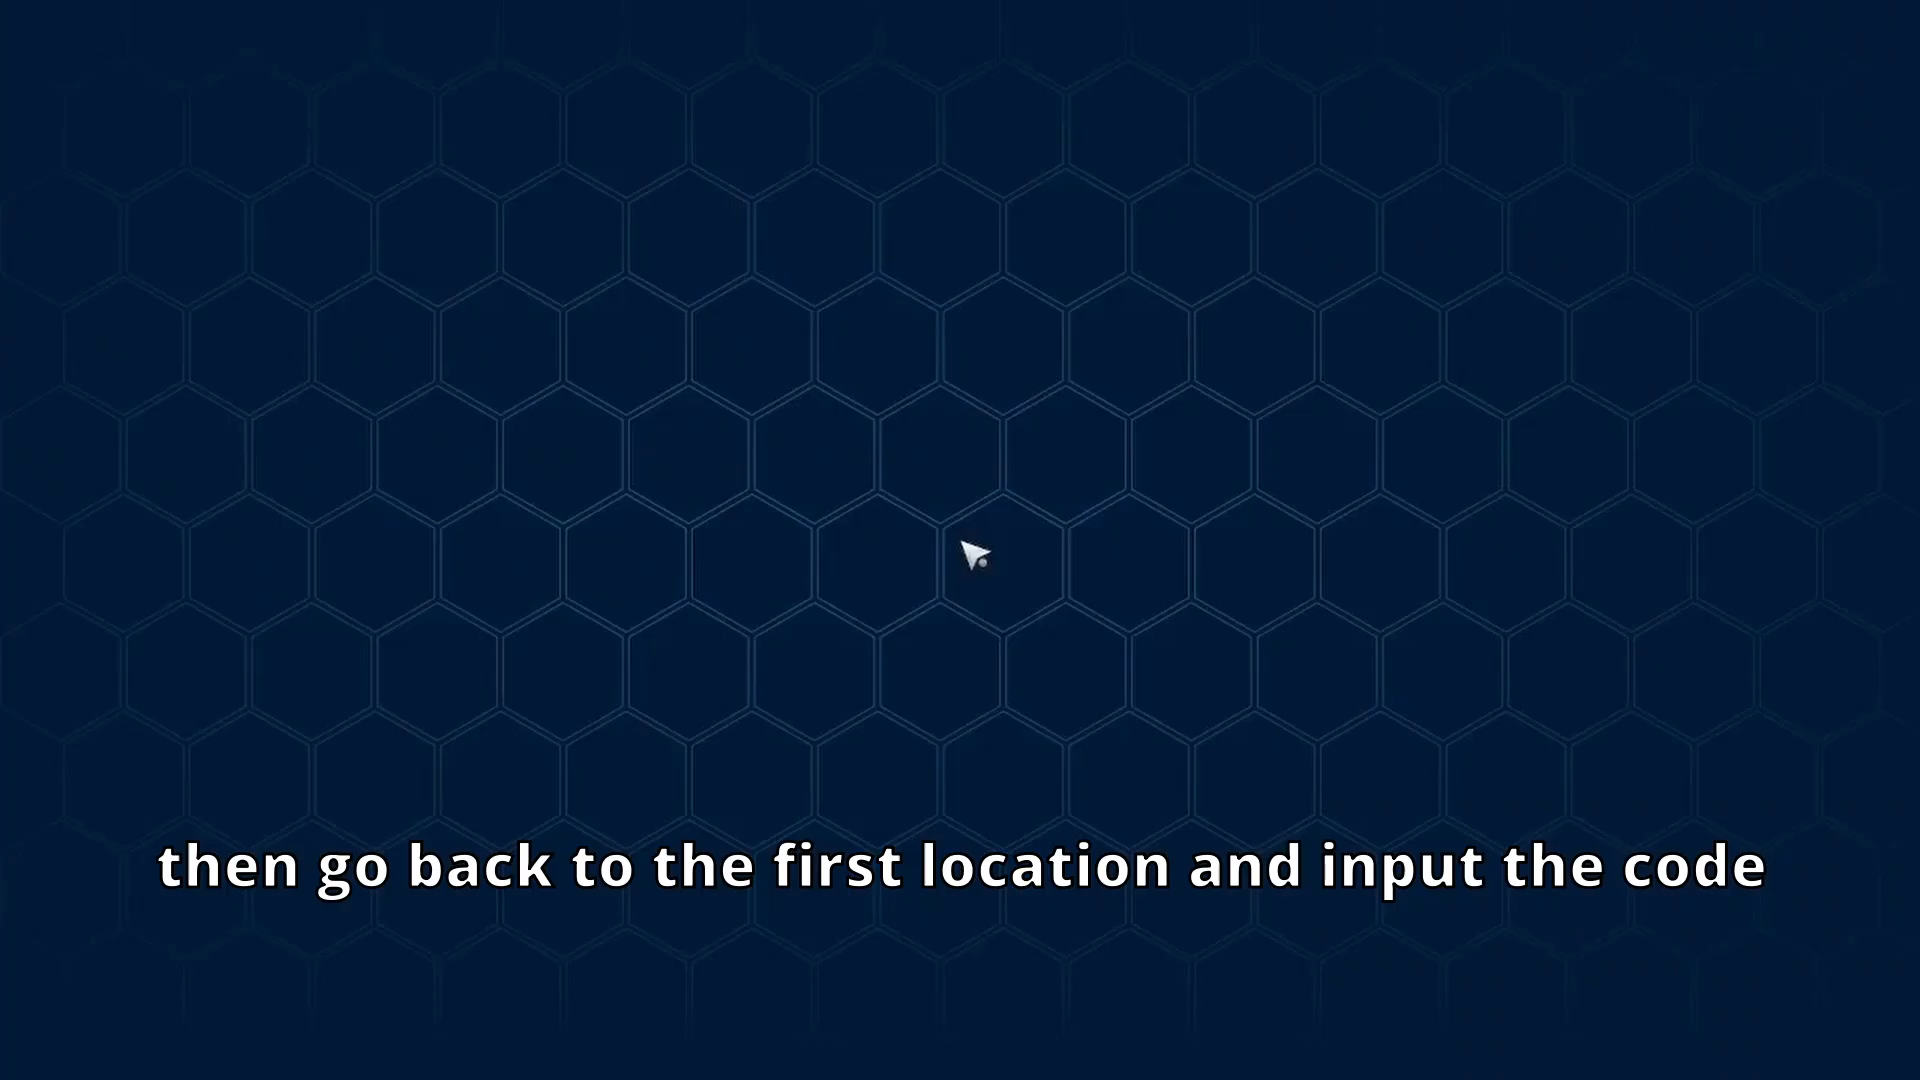 then go back to the first location and input the code